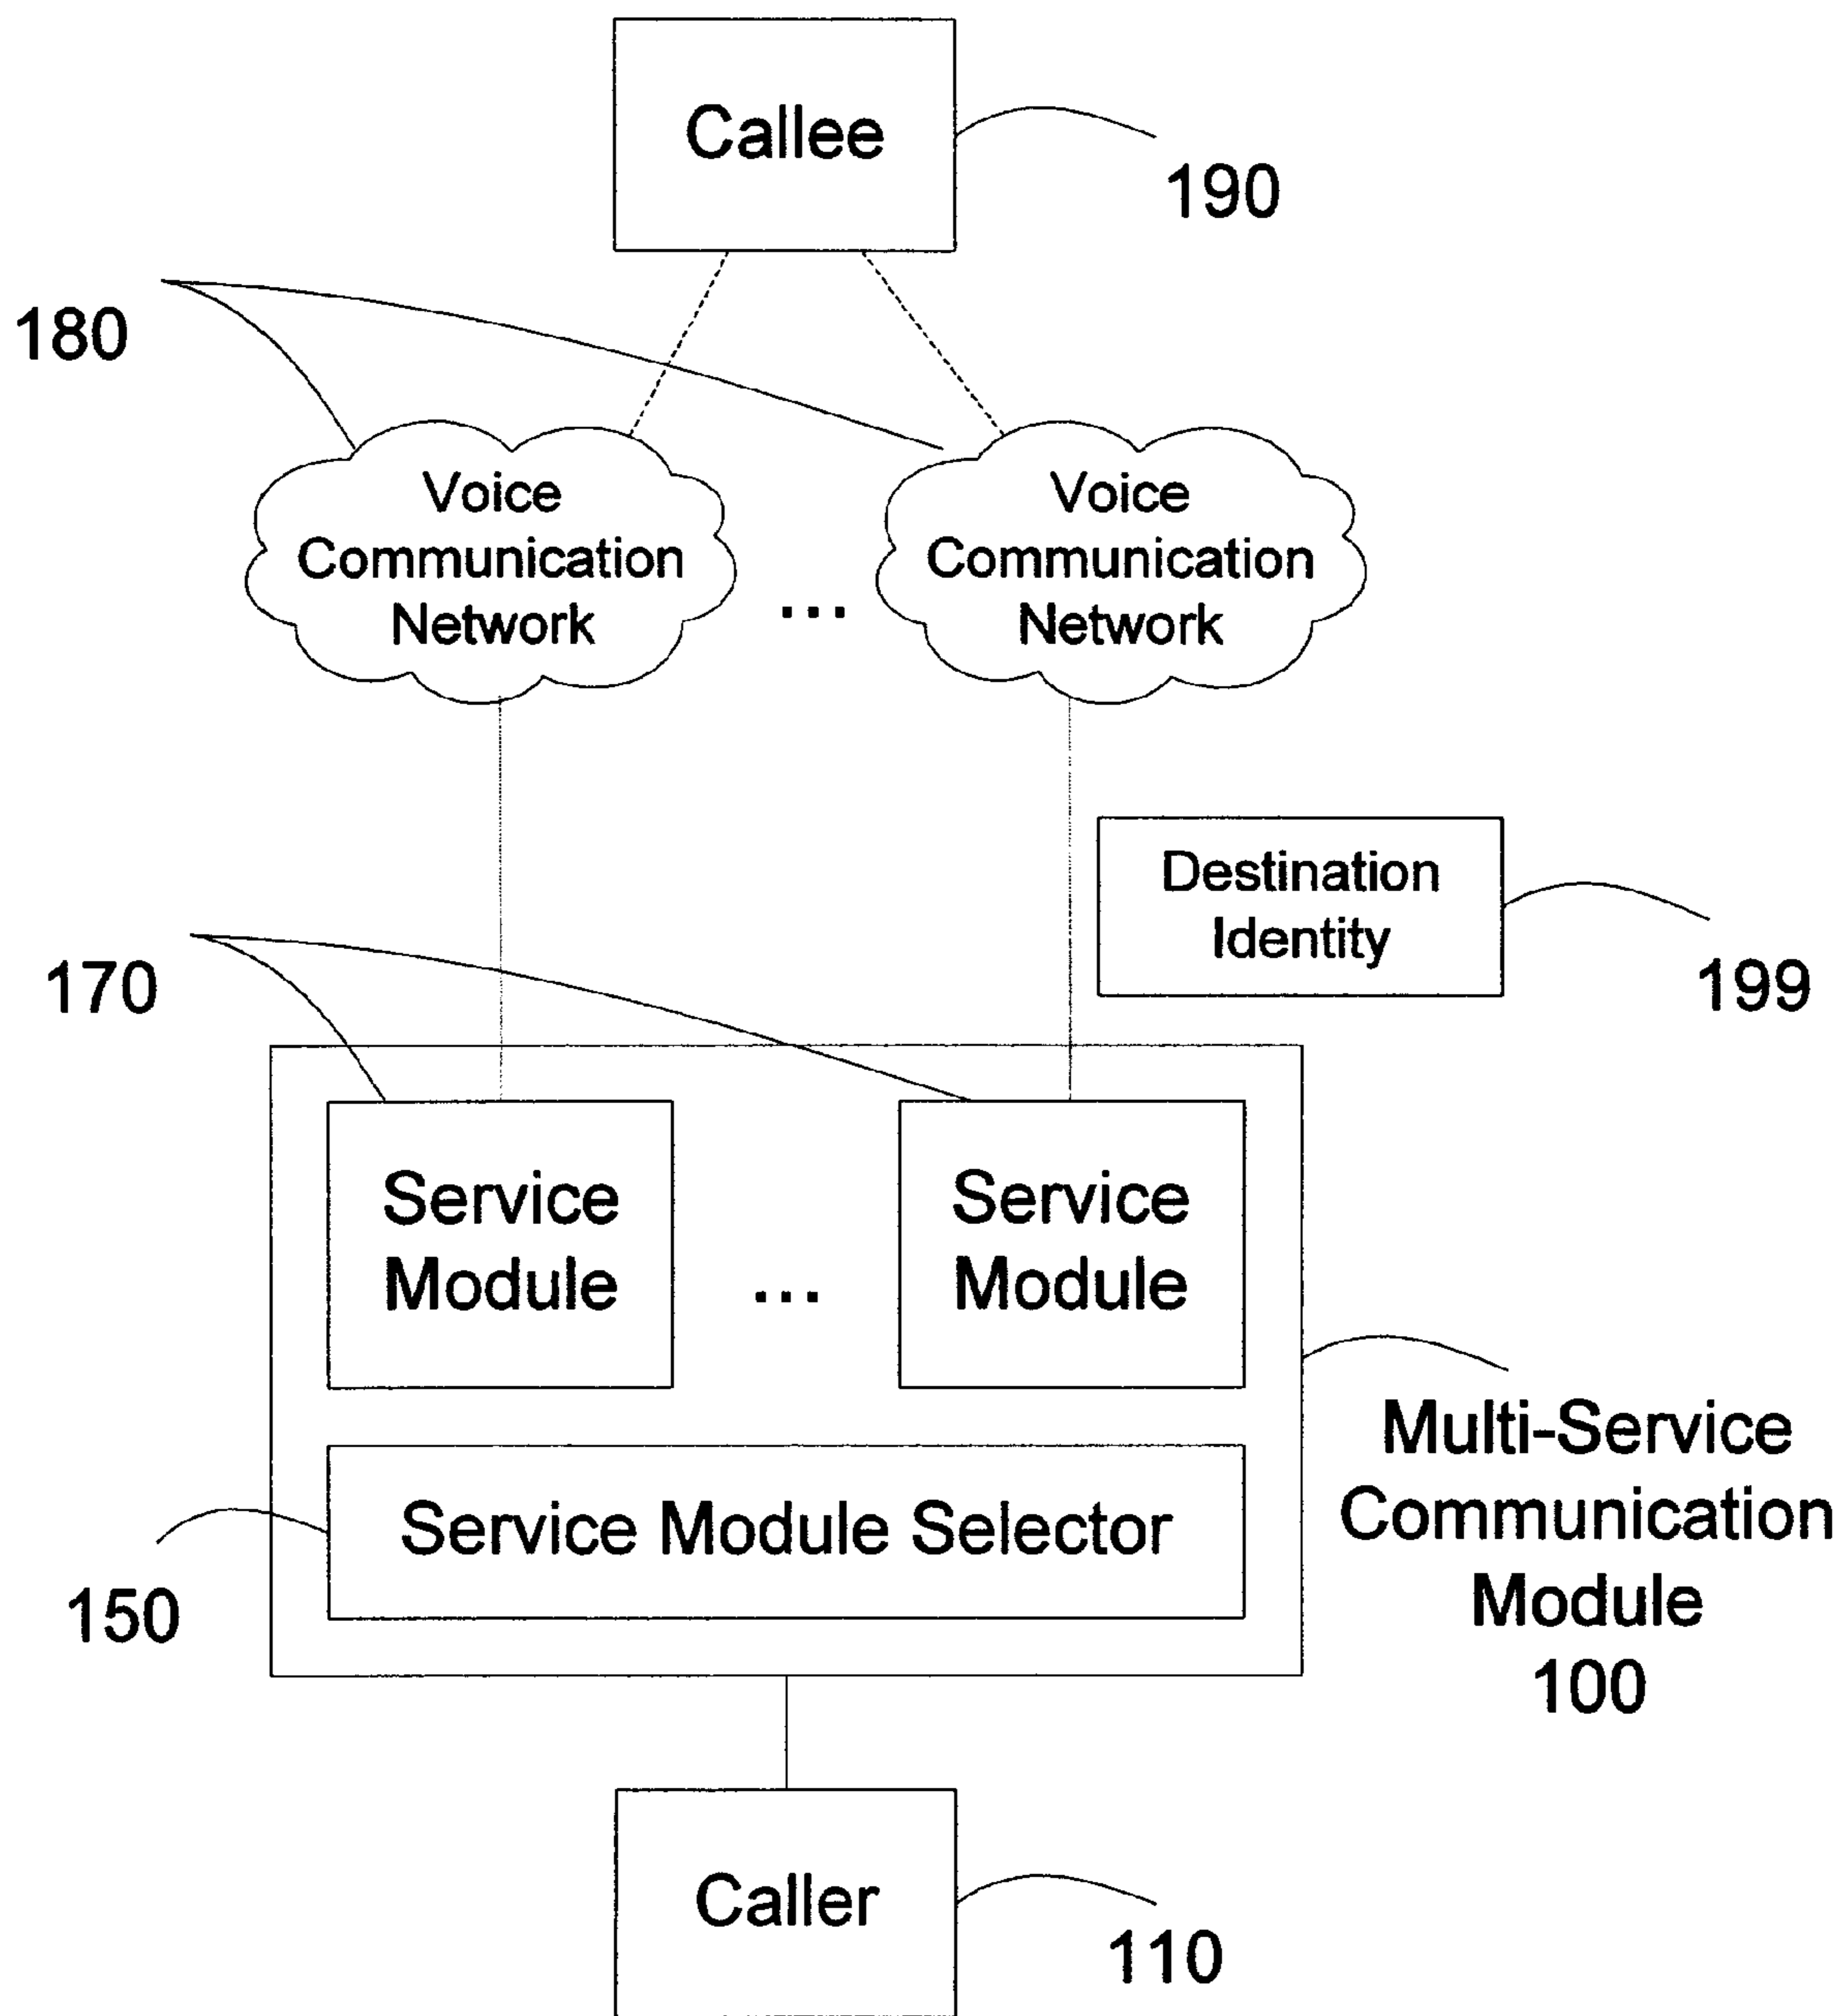 Callee
190
180
Voice
Communication
Network
...
Voice
Communication
Network
Destination
Identity
199
170
Service
Module
...
Service
Module
Multi-Service
Communication
Module
100
Service Module Selector
150
Caller
110